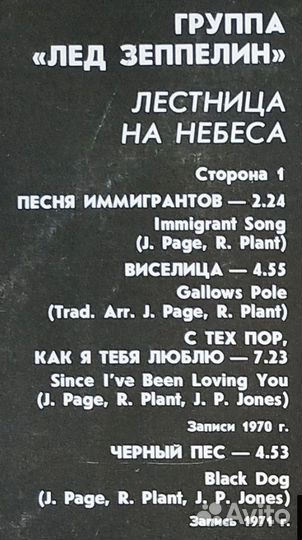 ГРУППА
«ЛЕД ЗЕППЕЛИН»
ЛЕСТНИЦА
НА НЕБЕСА
Сторона 1
ПЕСНЯ ИММИГРАНТОВ — 2.24
Immigrant Song
(J. Page, R. Plant)
ВИСЕЛИЦА — 4.55
Gallows Pole
(Trad. Arr. J. Page, R. Plant)
С ТЕХ ПОР,
КАК Я ТЕБЯ ЛЮБЛЮ — 7.23
Since I've Been Loving You
(J. Page, R. Plant, J. P. Jones)
Записи 1970 г.
ЧЕРНЫЙ ПЕС — 4.53
Black Dog
(J. Page, R. Plant, J. P. Jones)
Запись 1971 г.
Avito